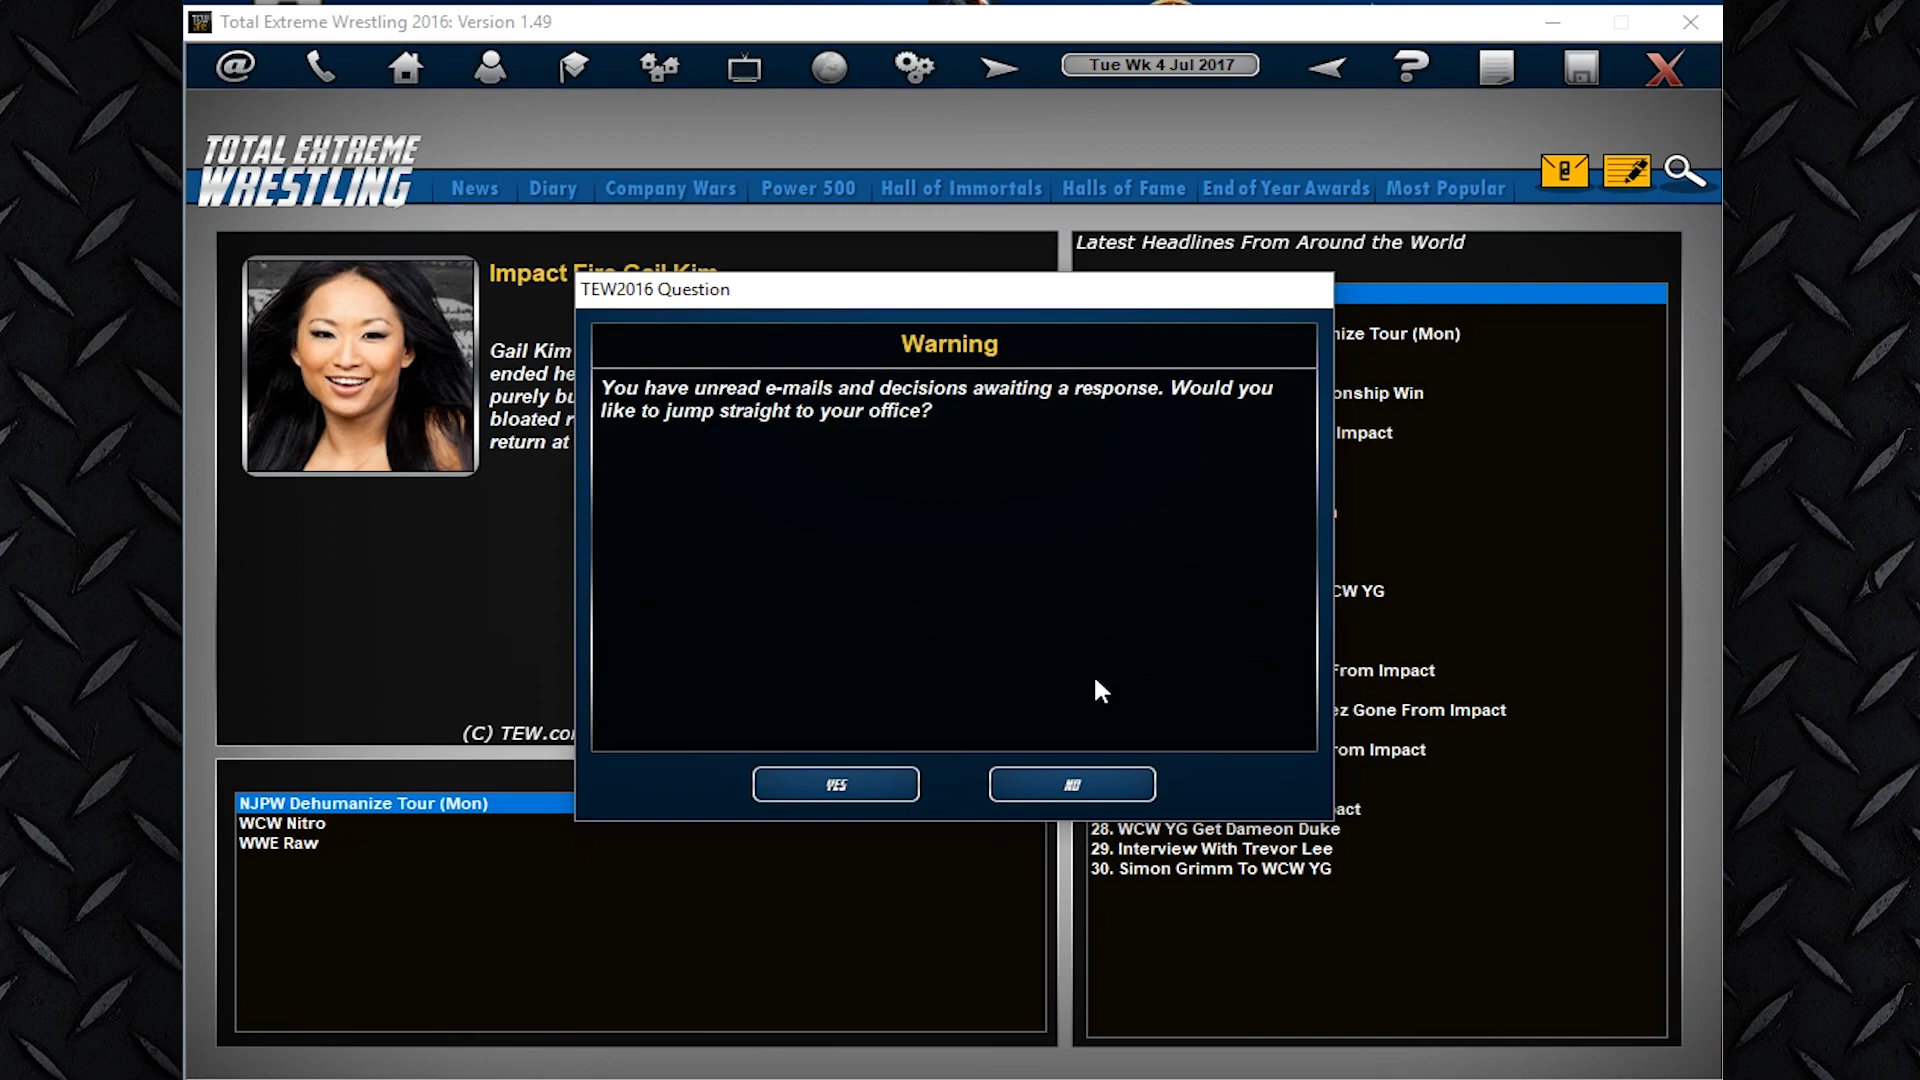 Total Extreme Wrestling 2016: Version 1.49
Tue Wk 4 Jul 2017
TOTAL EXTREME
WRESTLING
News
Diary
Company Wars
Power 500
Hall of Immortals
Halls of Fame
End of Year Awards
Most Popular
Impact Fire Gail Kim
Gail Kim
ended he
purely bu
bloated r
return at
(C) TEW.co
TEW2016 Question
Warning
You have unread e-mails and decisions awaiting a response. Would you
like to jump straight to your office?
YES
NO
Latest Headlines From Around the World
nize Tour (Mon)
onship Win
Impact
CW YG
From Impact
ez Gone From Impact
rom Impact
act
28. WCW YG Get Dameon Duke
29. Interview With Trevor Lee
30. Simon Grimm To WCW YG
NJPW Dehumanize Tour (Mon)
WCW Nitro
WWE Raw